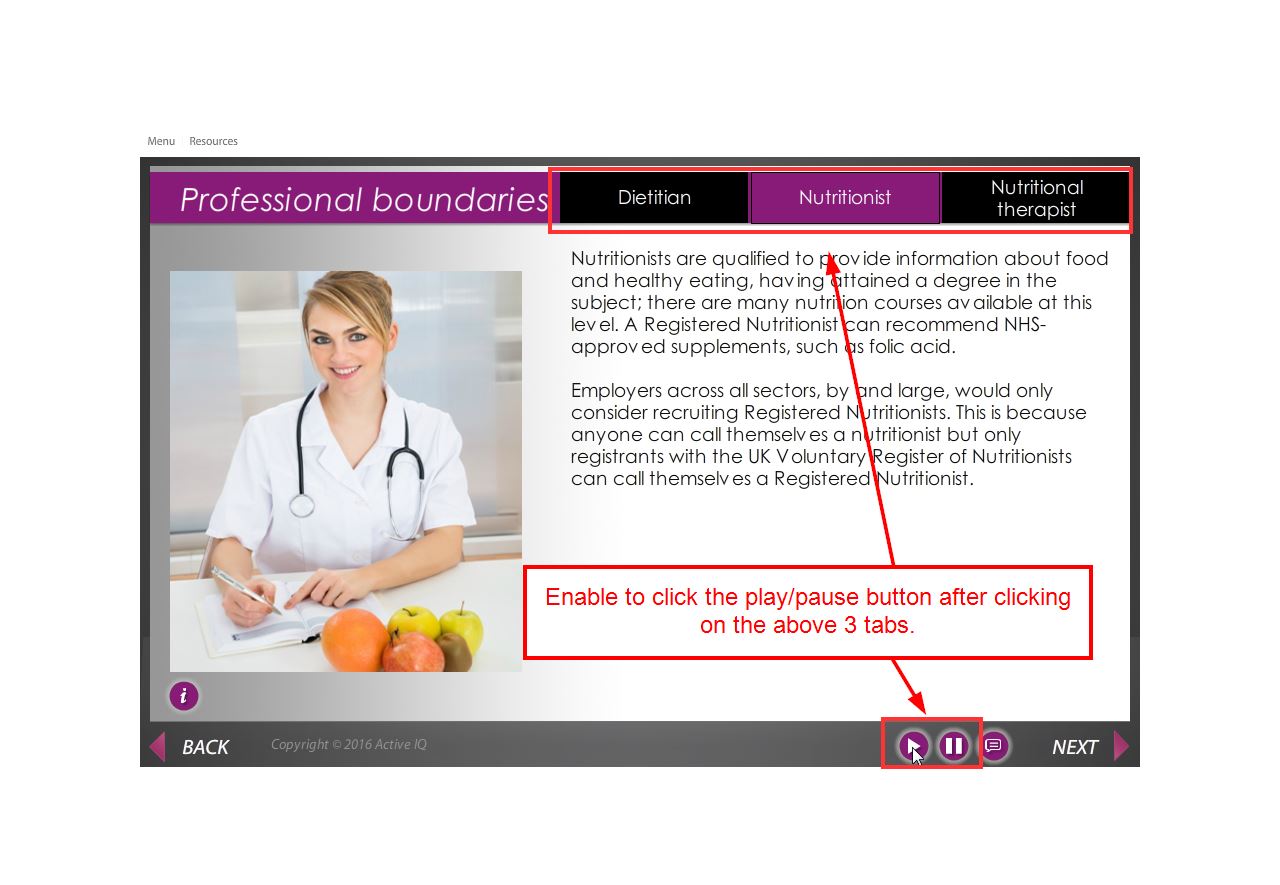 Menu Resources
Professional boundaries
Dietitian
Nutritionist
Nutritional
therapist
Nutritionists are qualified to provide information about food
and healthy eating, having attained a degree in the
subject; there are many nutrition courses available at this
level. A Registered Nutritionist can recommend NHS-
approved supplements, such as folic acid.
Employers across all sectors, by and large, would only
consider recruiting Registered Nutritionists. This is because
anyone can call themselves a nutritionist but only
registrants with the UK Voluntary Register of Nutritionists
can call themselves a Registered Nutritionist.
Enable to click the play/pause button after clicking
on the above 3 tabs.
i
BACK
Copyright © 2016 Active IQ
NEXT